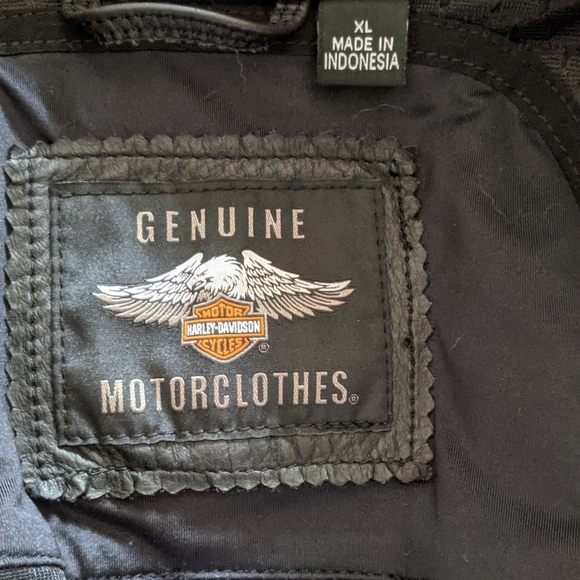 XL
MADE IN
INDONESIA
GENUINE
MOTOR
HARLEY-DAVIDSON
CYCLES
®
MOTORCLOTHES®